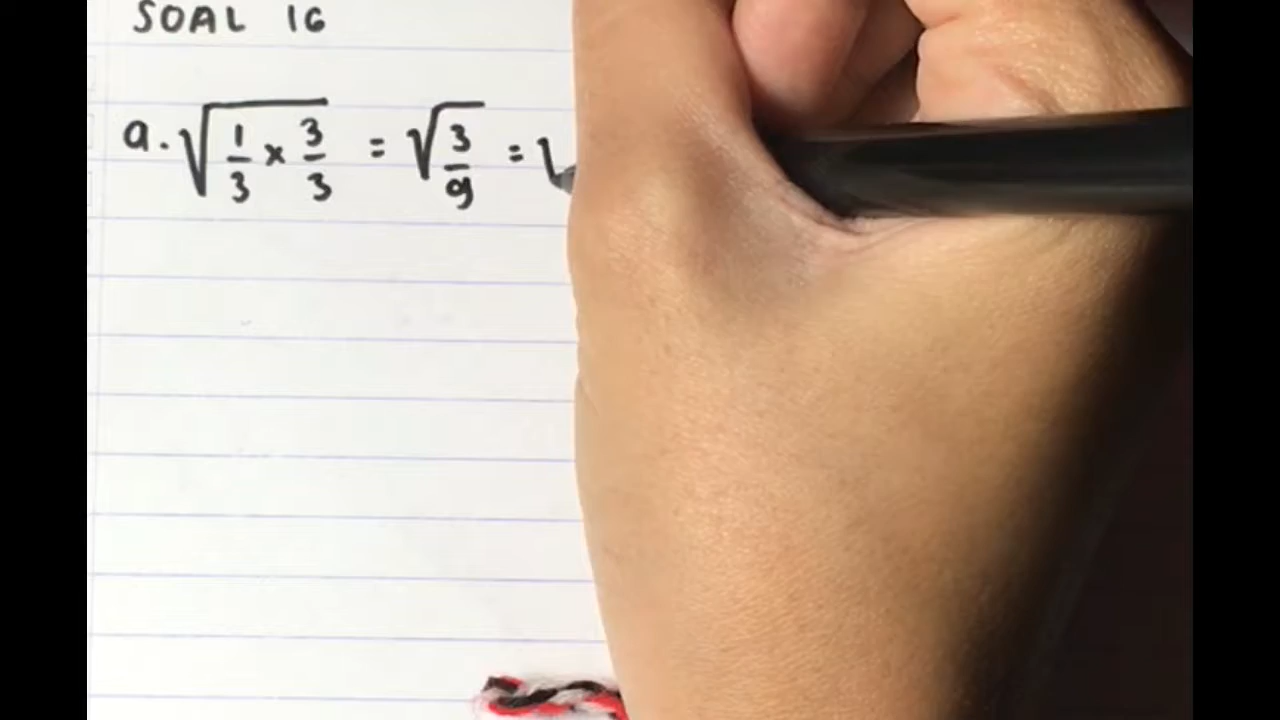 SOAL 16
a. √(1/3 × 3/3) = √(3/9) = √